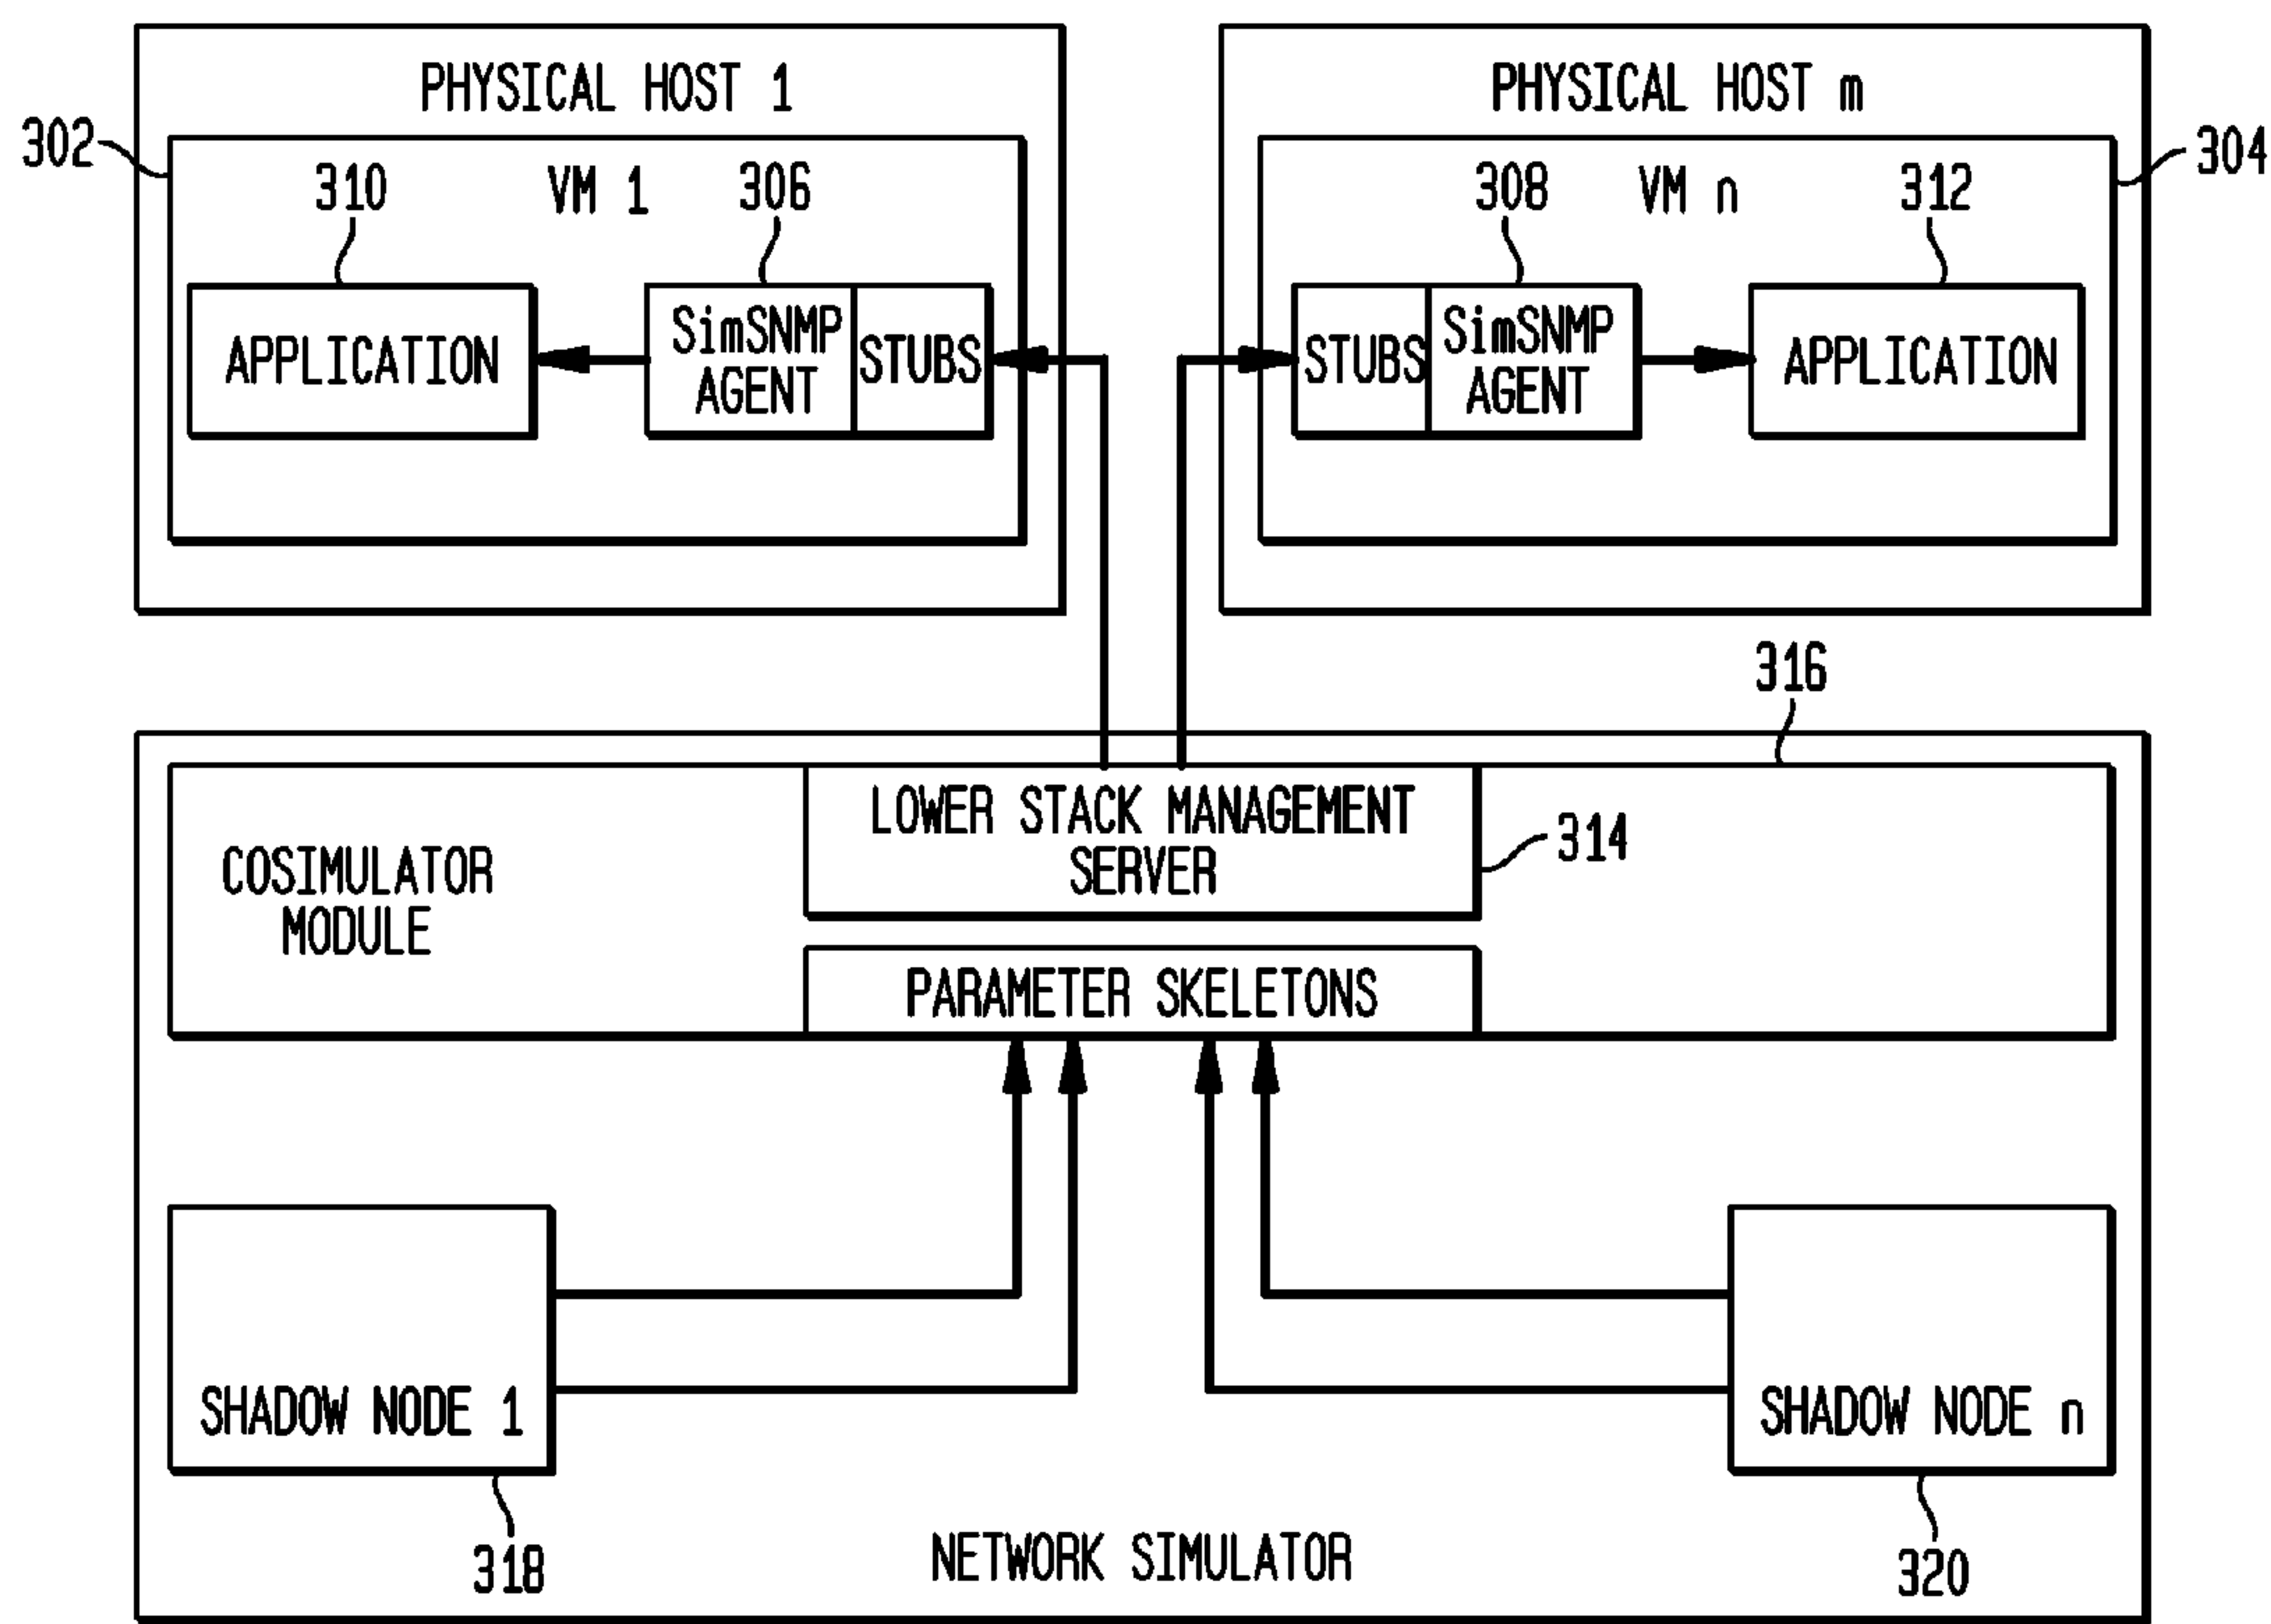 PHYSICAL HOST 1
PHYSICAL HOST m
302
304
310
VM 1
306
308
VM n
312
APPLICATION
SimSNMP
AGENT
STUBS
STUBS
SimSNMP
AGENT
APPLICATION
316
COSIMULATOR
MODULE
LOWER STACK MANAGEMENT
SERVER
314
PARAMETER SKELETONS
SHADOW NODE 1
SHADOW NODE n
318
NETWORK SIMULATOR
320